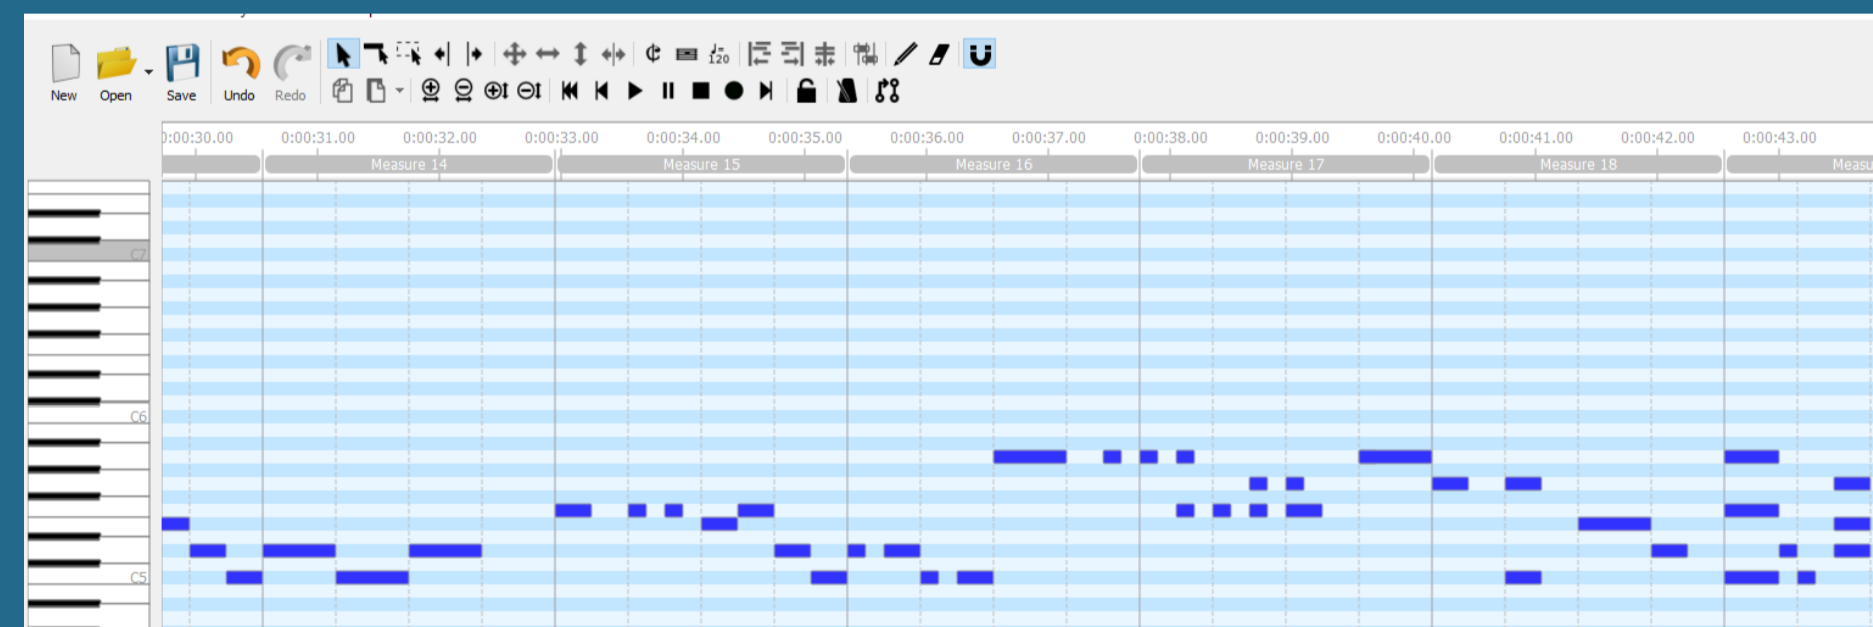 New Open Save Undo Redo
120
0:00:30.00 0:00:31.00 0:00:32.00 0:00:33.00 0:00:34.00 0:00:35.00 0:00:36.00 0:00:37.00 0:00:38.00 0:00:39.00 0:00:40.00 0:00:41.00 0:00:42.00 0:00:43.00
Measure 14 Measure 15 Measure 16 Measure 17 Measure 18 Measu
C7
C6
C5